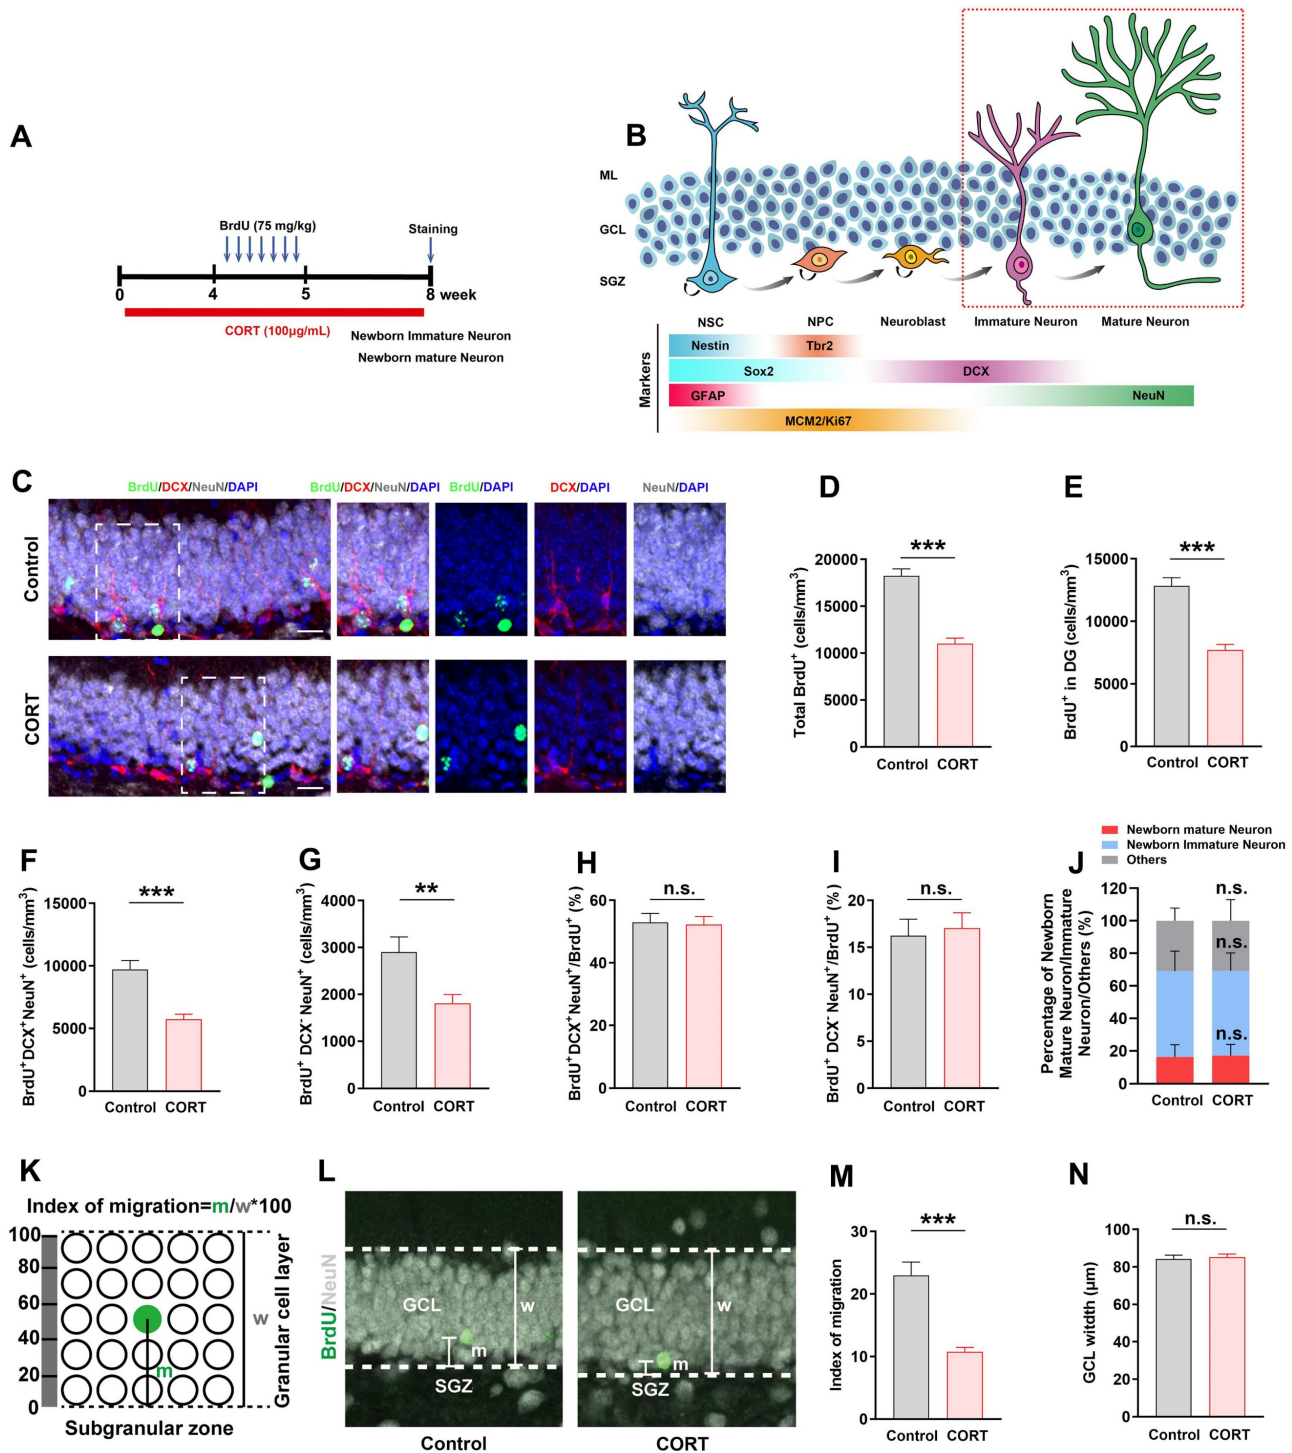 A
BrdU (75 mg/kg)
Staining
0
4
5
8 week
CORT (100μg/mL)
Newborn Immature Neuron
Newborn mature Neuron
B
ML
GCL
SGZ
NSC
NPC
Neuroblast
Immature Neuron
Mature Neuron
Markers
Nestin
Tbr2
Sox2
DCX
GFAP
NeuN
MCM2/Ki67
C
BrdU/DCX/NeuN/DAPI
BrdU/DCX/NeuN/DAPI
BrdU/DAPI
DCX/DAPI
NeuN/DAPI
Control
CORT
D
Total BrdU⁺ (cells/mm³)
20000
15000
10000
5000
0
***
Control
CORT
E
BrdU⁺ in DG (cells/mm³)
15000
10000
5000
0
***
Control
CORT
F
BrdU⁺DCX⁺NeuN⁺ (cells/mm³)
15000
10000
5000
0
***
Control
CORT
G
BrdU⁺ DCX⁻ NeuN⁺ (cells/mm³)
4000
3000
2000
1000
0
**
Control
CORT
H
BrdU⁺DCX⁺NeuN⁺/BrdU⁺ (%)
60
40
20
0
n.s.
Control
CORT
I
BrdU⁺ DCX⁻ NeuN⁺/BrdU⁺ (%)
20
15
10
5
0
n.s.
Control
CORT
Newborn mature Neuron
Newborn Immature Neuron
Others
J
Percentage of Newborn
Mature Neuron/Immature
Neuron/Others (%)
120
100
80
60
40
20
0
n.s.
n.s.
n.s.
Control
CORT
K
Index of migration=m/w*100
100
80
60
40
20
0
m
w
Granular cell layer
Subgranular zone
L
BrdU/NeuN
GCL
w
m
SGZ
Control
GCL
w
m
SGZ
CORT
M
Index of migration
30
20
10
0
***
Control
CORT
N
GCL witdth (μm)
100
80
60
40
20
0
n.s.
Control
CORT